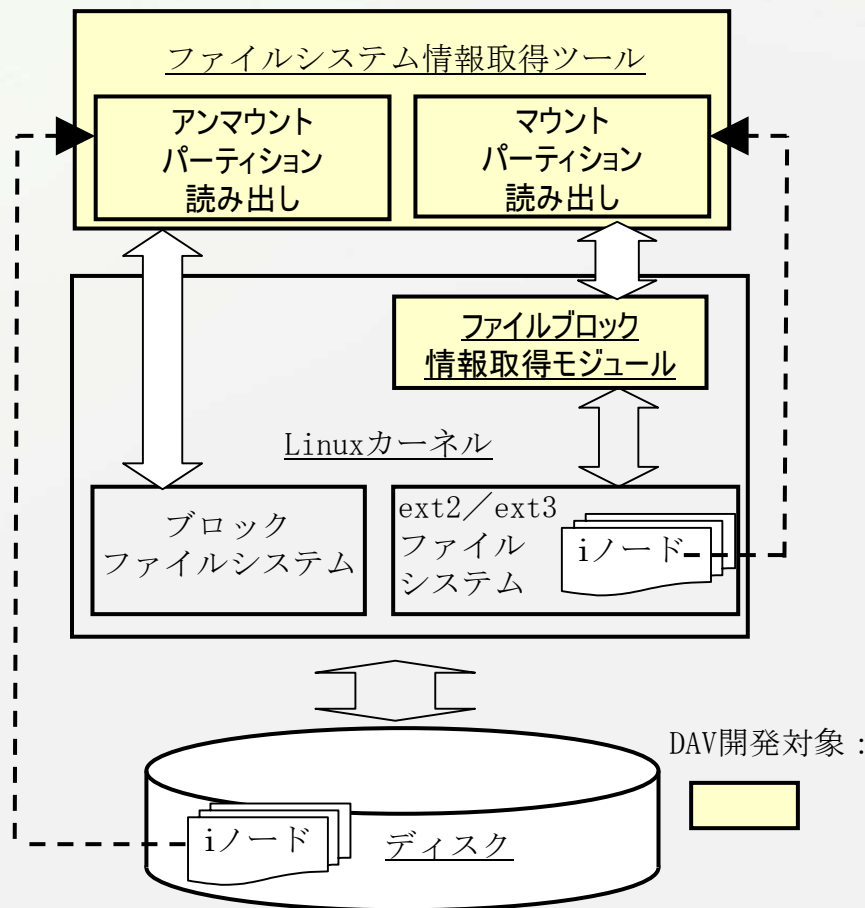 ファイルシステム情報取得ツール
アンマウント
パーティション
読み出し
マウント
パーティション
読み出し
ファイルブロック
情報取得モジュール
Linuxカーネル
ブロック
ファイルシステム
ext2／ext3
ファイル
システム
iノード
DAV開発対象：
iノード
ディスク